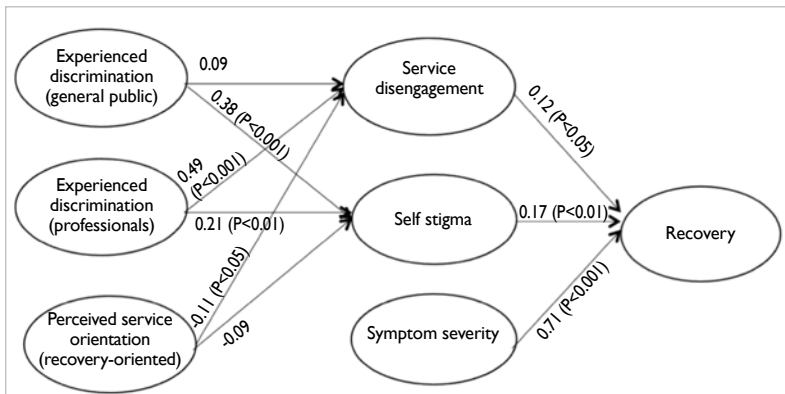 Experienced
discrimination
(general public)
0.09
Service
disengagement
0.38 (P<0.001)
0.12 (P<0.05)
0.49
(P<0.001)
Experienced
discrimination
(professionals)
0.21 (P<0.01)
Self stigma
0.17 (P<0.01)
Recovery
-0.11 (P<0.05)
-0.09
Perceived service
orientation
(recovery-oriented)
Symptom severity
0.71 (P<0.001)